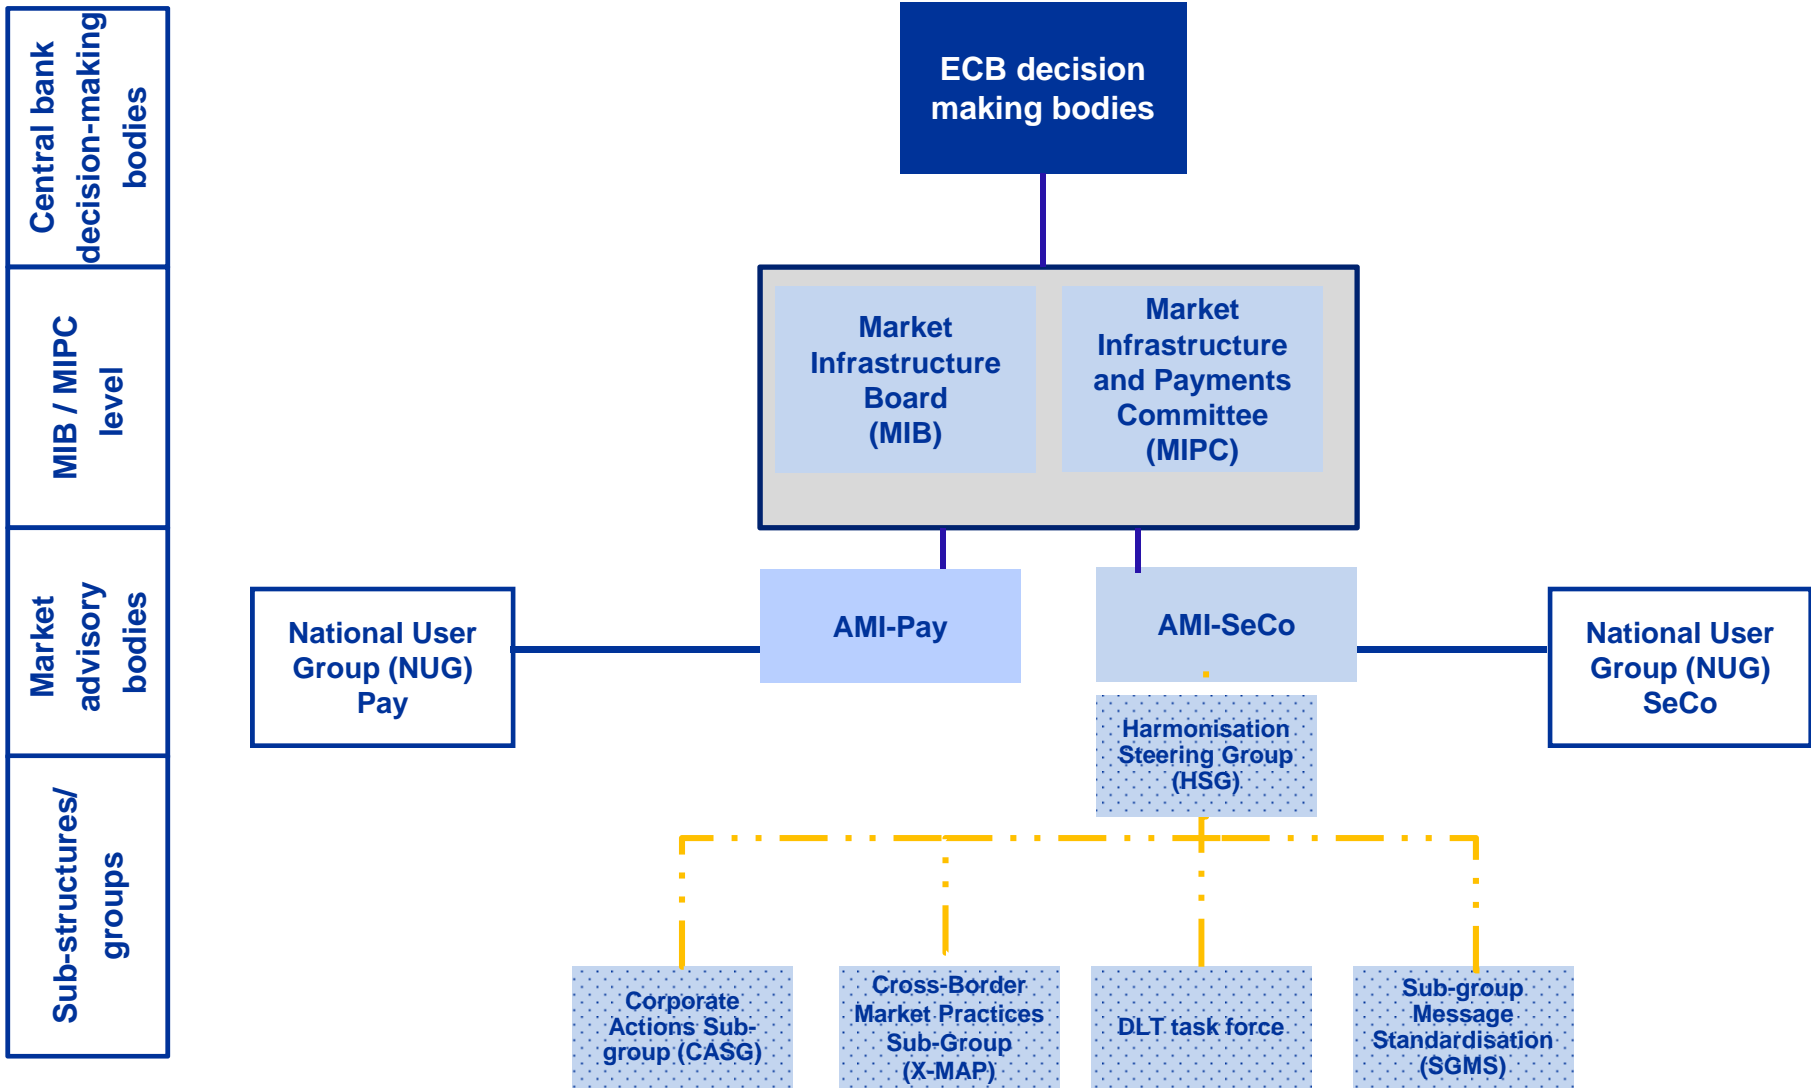 Central bank
decision-making
bodies
ECB decision
making bodies
MIB / MIPC
level
Market
Infrastructure
Board
(MIB)
Market
Infrastructure
and Payments
Committee
(MIPC)
Market
advisory
bodies
National User
Group (NUG)
Pay
AMI-Pay
AMI-SeCo
National User
Group (NUG)
SeCo
Harmonisation
Steering Group
(HSG)
Sub-structures/
groups
Corporate
Actions Sub-
group (CASG)
Cross-Border
Market Practices
Sub-Group
(X-MAP)
DLT task force
Sub-group
Message
Standardisation
(SGMS)